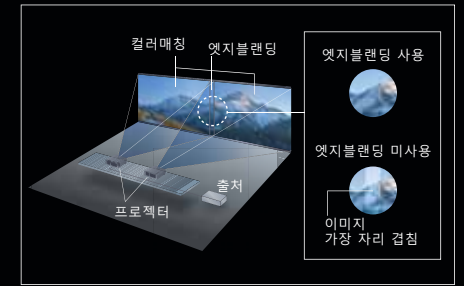 컬러매칭
엣지블랜딩
프로젝터
출처
엣지블랜딩 사용
엣지블랜딩 미사용
이미지
가장 자리 겹침